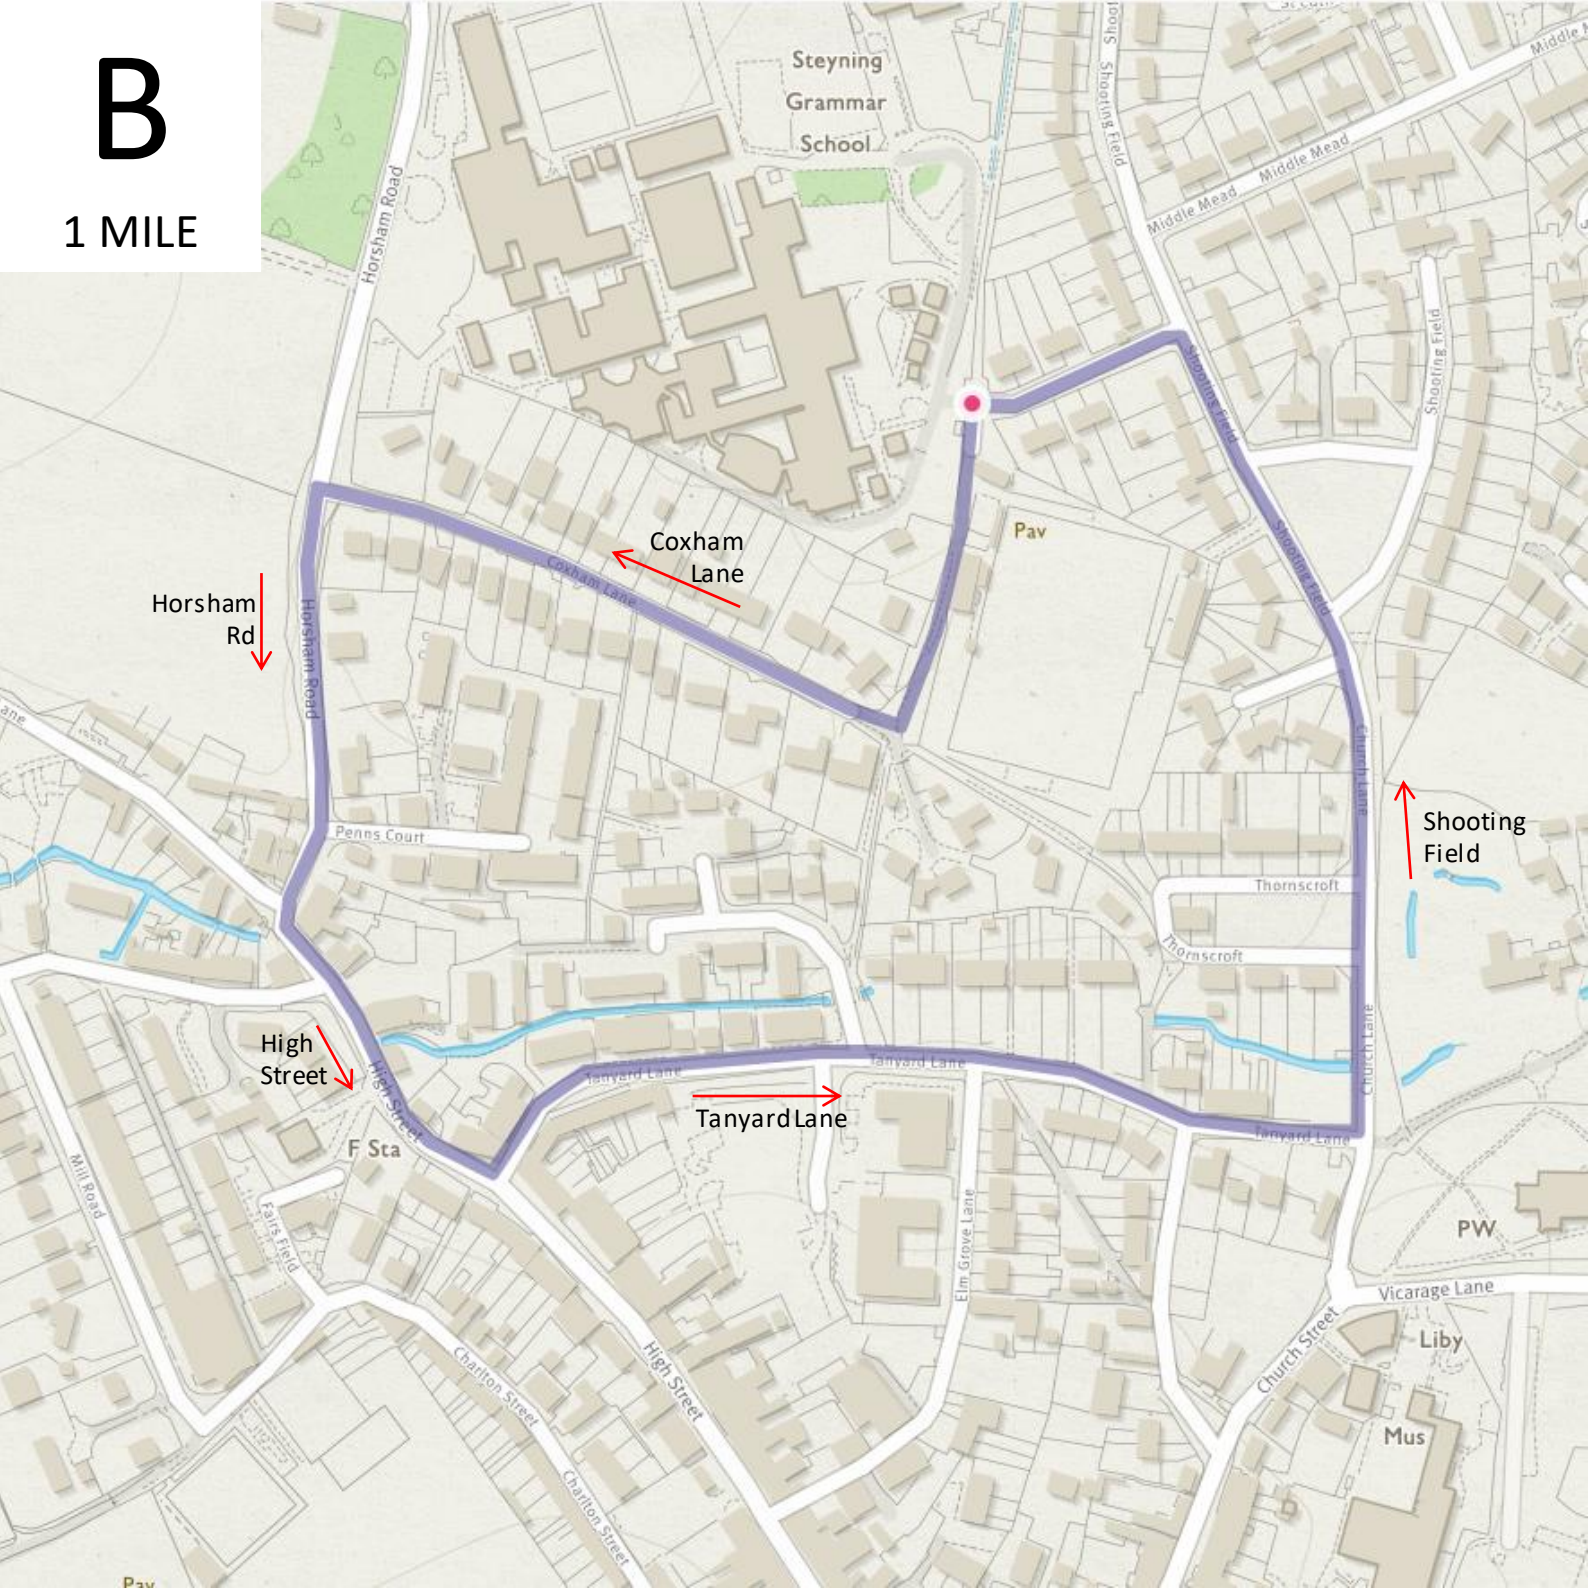 B
1 MILE
Steyning
Grammar
School
Shooting Field
Middle Mead
Middle Mead
Horsham Road
Shooting Field
Shooting Field
Pav
Coxham
Lane
Coxham Lane
Shooting Field
Horsham
Rd
Horsham Road
Church Lane
Shooting
Field
Penns Court
Thornscroft
Thornscroft
High
Street
High Street
Tanyard Lane
Tanyard Lane
Tanyard Lane
Church Lane
Tanyard Lane
F Sta
Mill Road
Fairs Field
Elm Grove Lane
PW
Vicarage Lane
Liby
Church Street
High Street
Charlton Street
Mus
Charlton Street
Pav